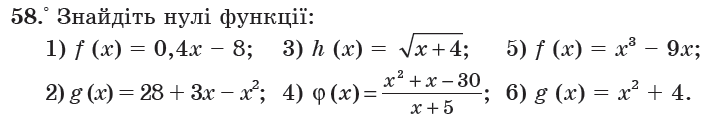 58.° Знайдіть нулі функції:
1) f (x) = 0,4x − 8; 3) h (x) = √(x + 4); 5) f (x) = x³ − 9x;
2) g (x) = 28 + 3x − x²; 4) φ (x) = (x² + x − 30)/(x + 5); 6) g (x) = x² + 4.